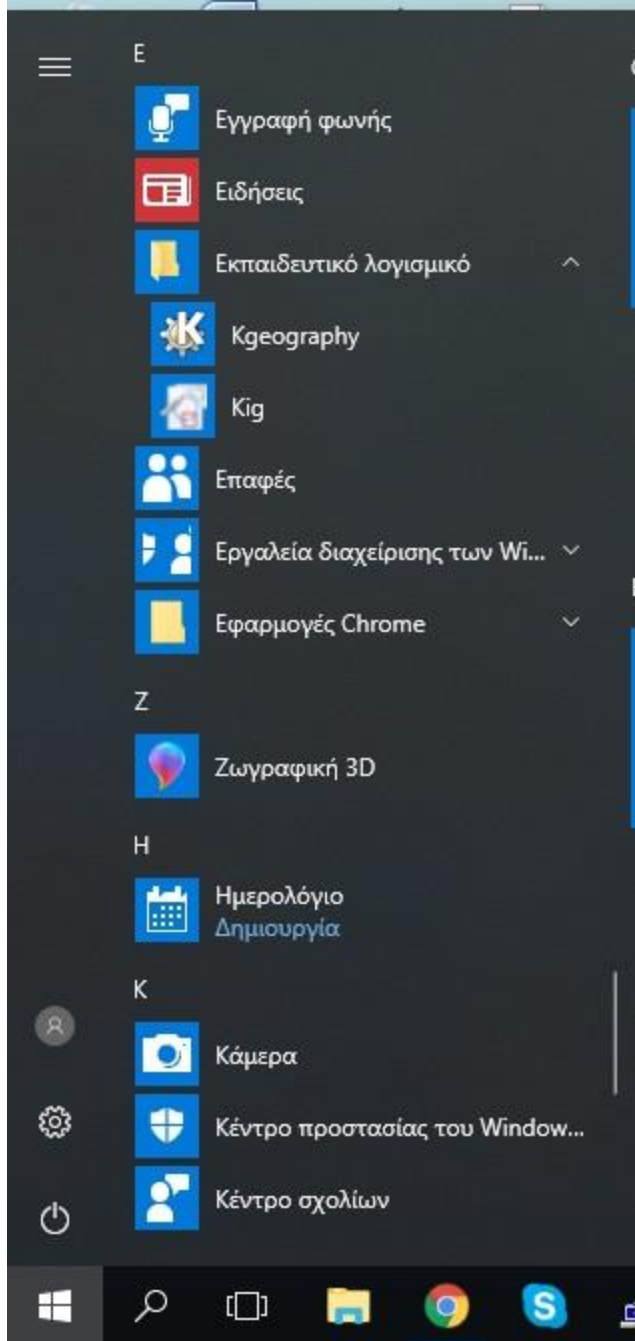 Ε
Εγγραφή φωνής
Ειδήσεις
Εκπαιδευτικό λογισμικό
Kgeography
Kig
Επαφές
Εργαλεία διαχείρισης των Wi...
Εφαρμογές Chrome
Ζ
Ζωγραφική 3D
Η
Ημερολόγιο
Δημιουργία
Κ
Κάμερα
Κέντρο προστασίας του Window...
Κέντρο σχολίων